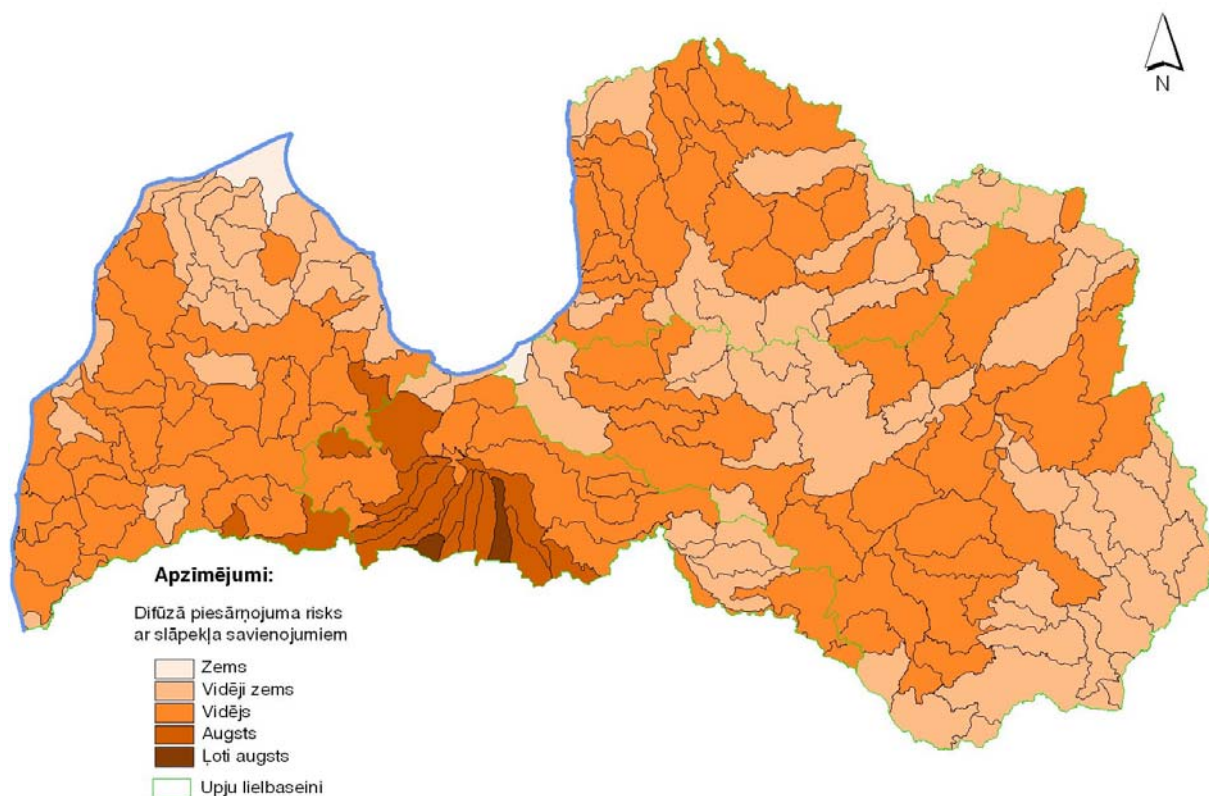 N
Apzīmējumi:
Difūzā piesārņojuma risks
ar slāpekļa savienojumiem
Zems
Vidēji zems
Vidējs
Augsts
Ļoti augsts
Upju lielbaseini